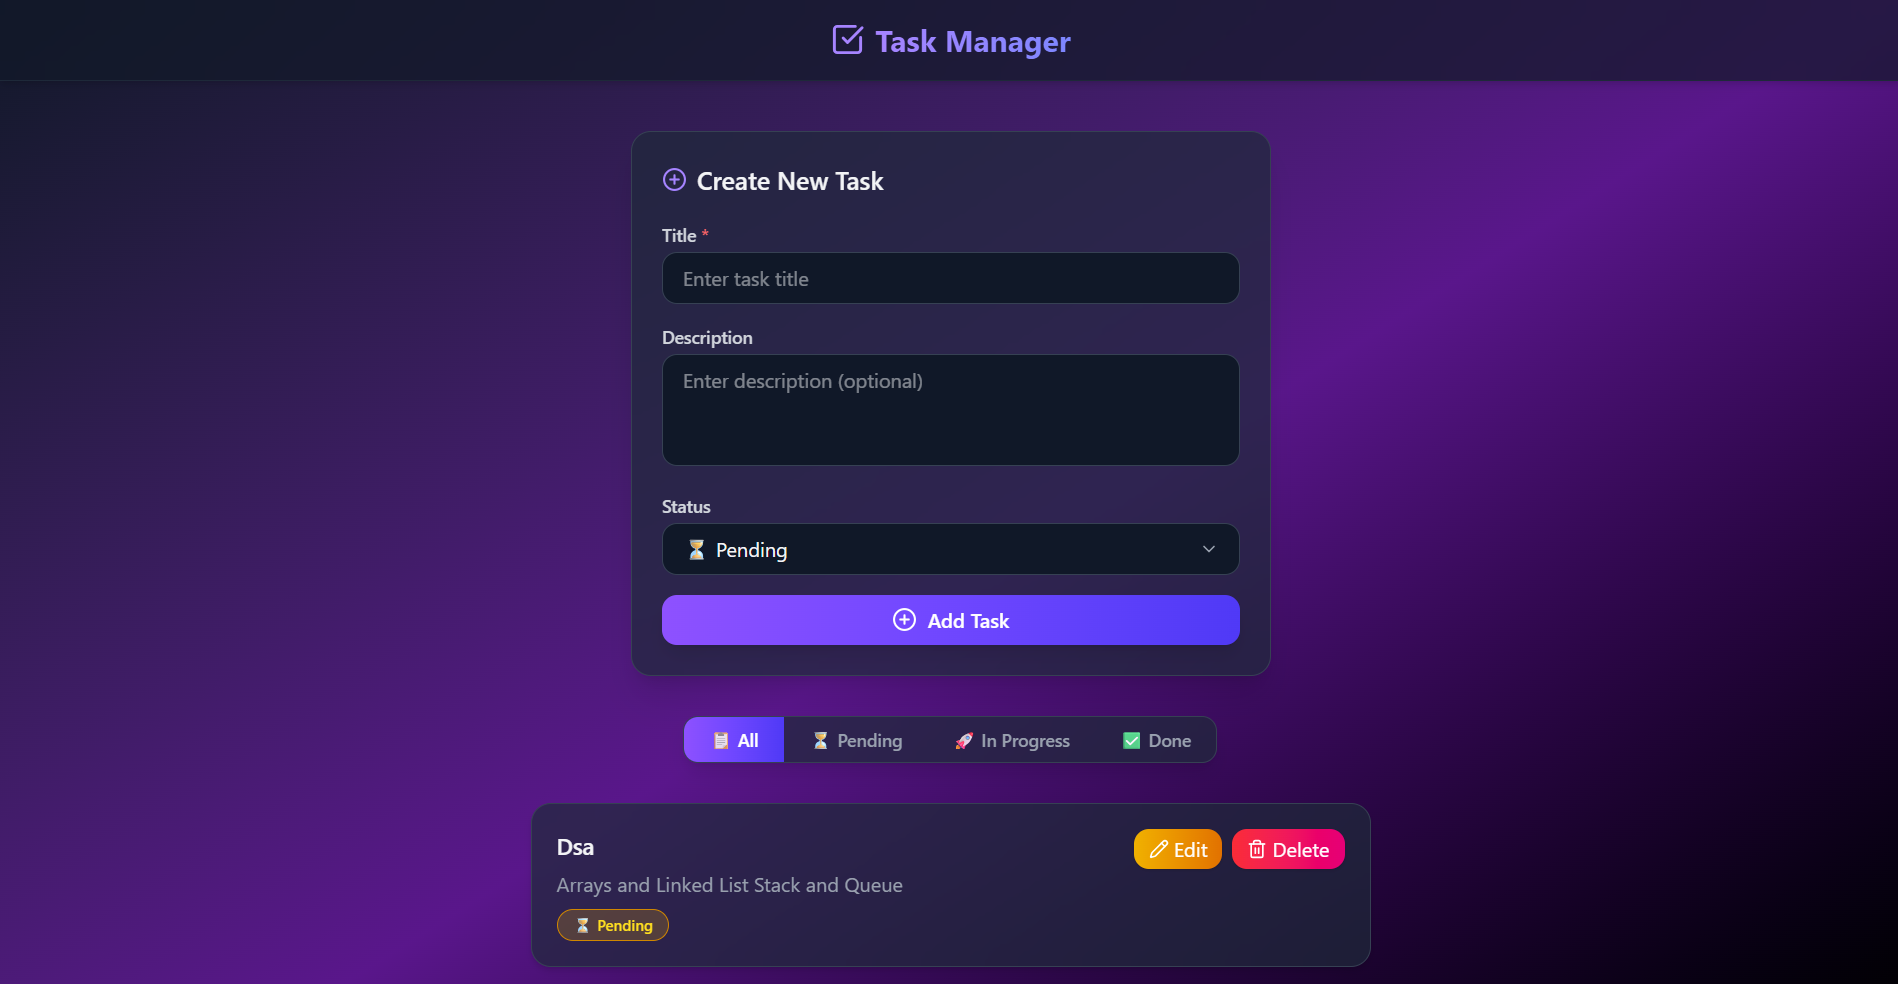 Task Manager
Create New Task
Title *
Enter task title
Description
Enter description (optional)
Status
⏳ Pending
Add Task
📋 All ⏳ Pending 🚀 In Progress ✅ Done
Dsa
Edit Delete
Arrays and Linked List Stack and Queue
⏳ Pending